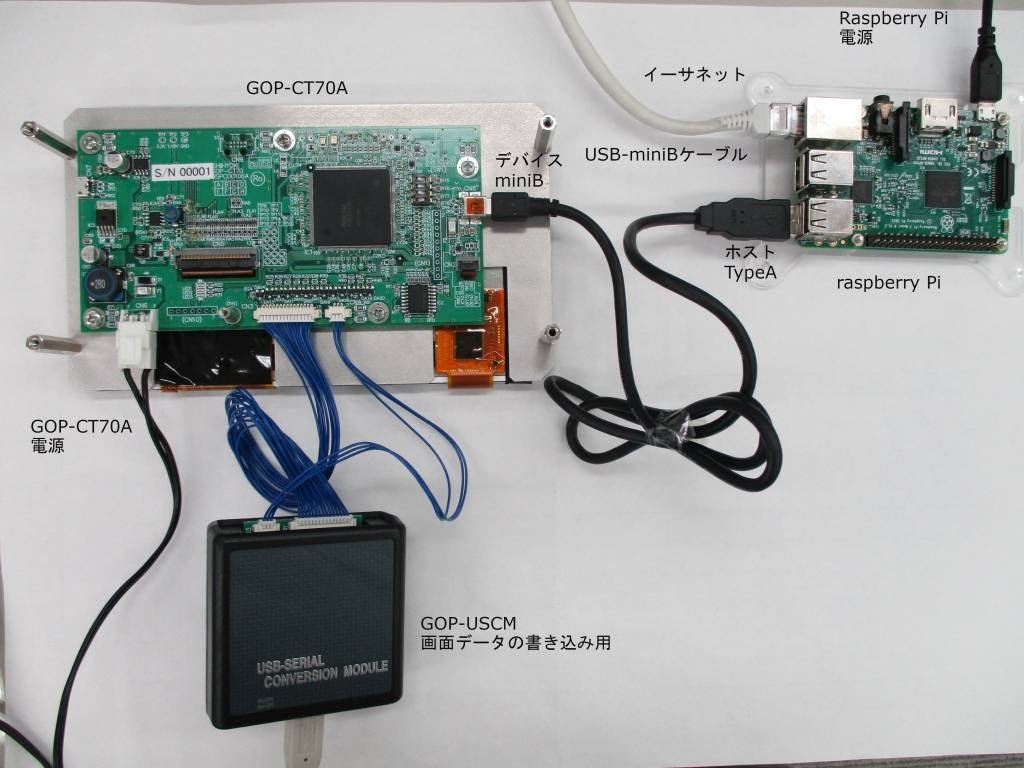 Raspberry Pi
電源
イーサネット
GOP-CT70A
デバイス
miniB
USB-miniBケーブル
S/N 00001
ホスト
TypeA
raspberry Pi
GOP-CT70A
電源
GOP-USCM
画面データの書き込み用
USB-SERIAL
CONVERSION MODULE